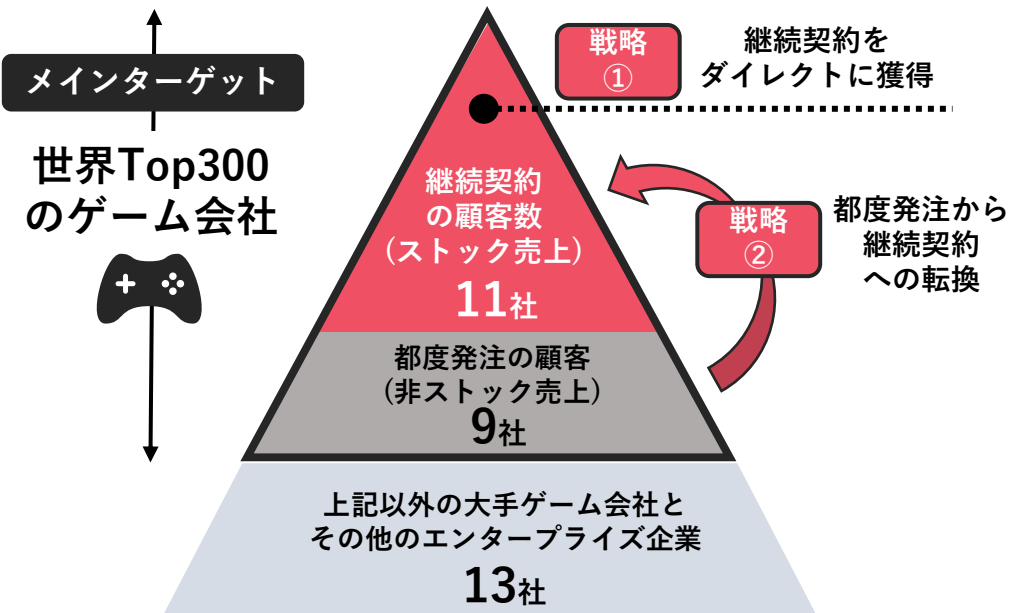 メインターゲット
世界Top300
のゲーム会社
戦略
①
継続契約を
ダイレクトに獲得
継続契約
の顧客数
(ストック売上)
11社
戦略
②
都度発注から
継続契約
への転換
都度発注の顧客
(非ストック売上)
9社
上記以外の大手ゲーム会社と
その他のエンタープライズ企業
13社